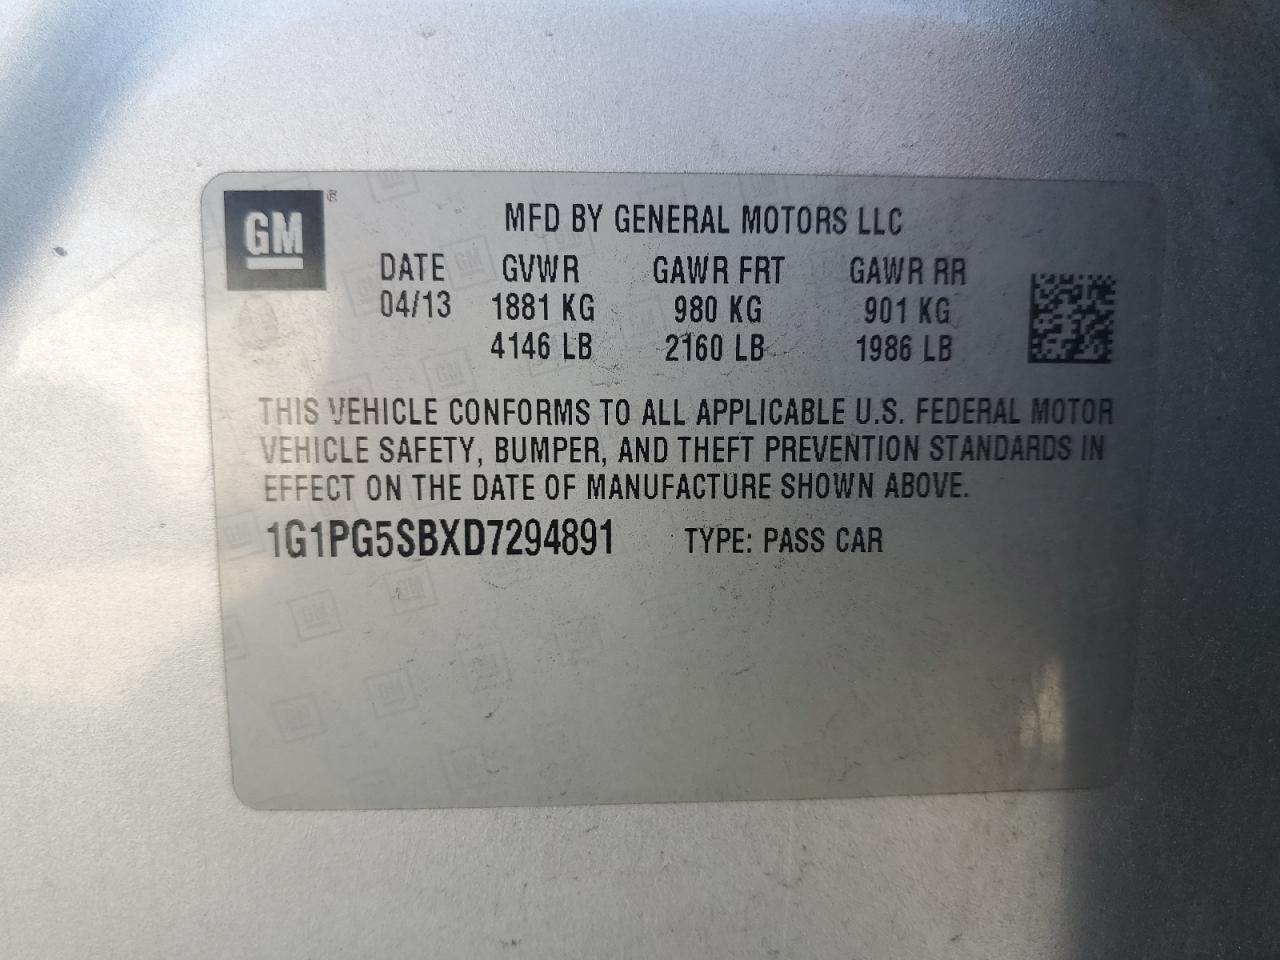 GM
MFD BY GENERAL MOTORS LLC
DATE GVWR GAWR FRT GAWR RR
04/13 1881 KG 980 KG 901 KG
4146 LB 2160 LB 1986 LB
THIS VEHICLE CONFORMS TO ALL APPLICABLE U.S. FEDERAL MOTOR
VEHICLE SAFETY, BUMPER, AND THEFT PREVENTION STANDARDS IN
EFFECT ON THE DATE OF MANUFACTURE SHOWN ABOVE.
1G1PG5SBXD7294891 TYPE: PASS CAR